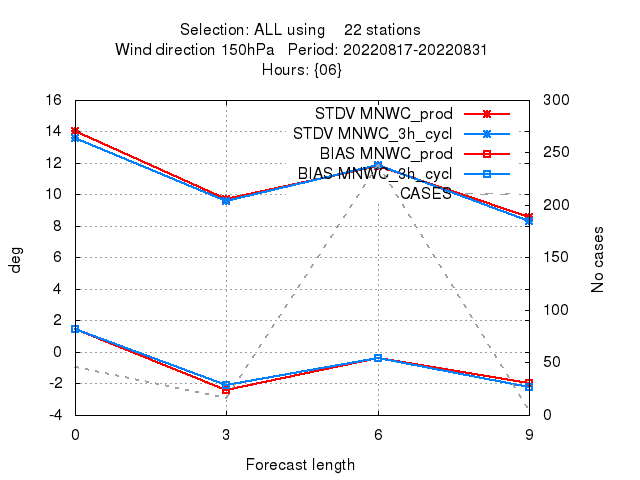 Selection: ALL using    22 stations
Wind direction 150hPa   Period: 20220817-20220831
Hours: {06}
16 300
STDV MNWC_prod
14 STDV MNWC_3h_cycl
250
BIAS MNWC_prod
12 BIAS MNWC_3h_cycl
10 CASES
200
8
6 150
deg No cases
4
100
2
0
50
-2
-4 0
0 3 6 9
Forecast length